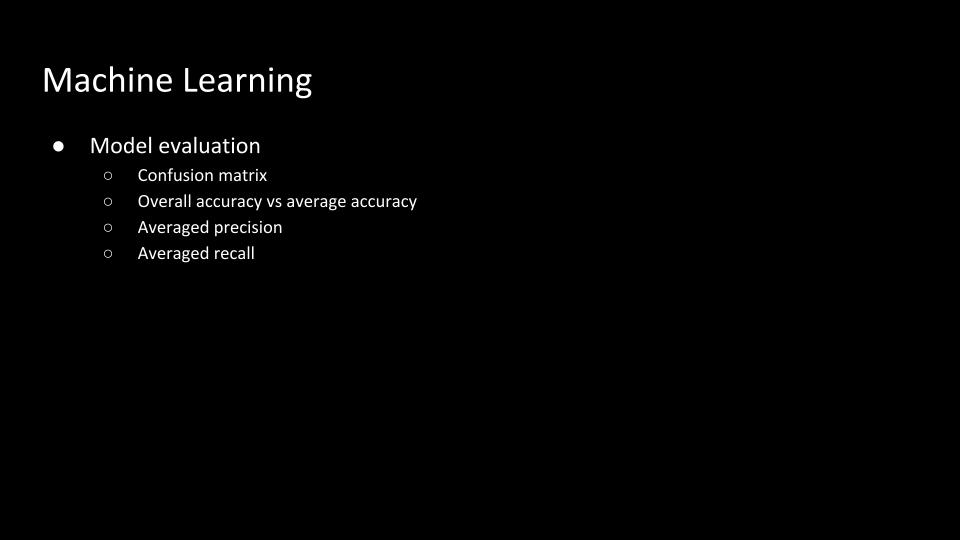 Machine Learning
● Model evaluation
○ Confusion matrix
○ Overall accuracy vs average accuracy
○ Averaged precision
○ Averaged recall